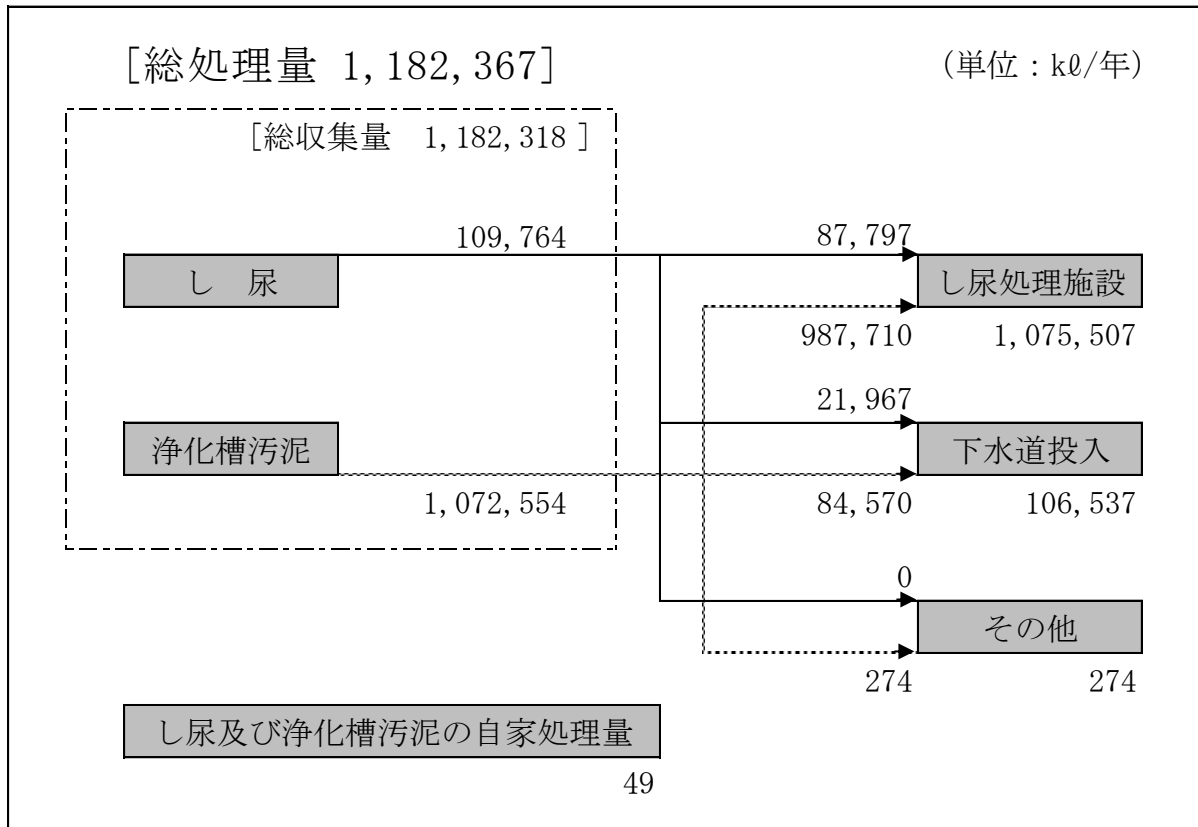 [総処理量 1,182,367]
(単位：kℓ/年)
[総収集量 1,182,318 ]
109,764
87,797
し 尿
し尿処理施設
987,710
1,075,507
21,967
浄化槽汚泥
下水道投入
1,072,554
84,570
106,537
0
その他
274
274
し尿及び浄化槽汚泥の自家処理量
49